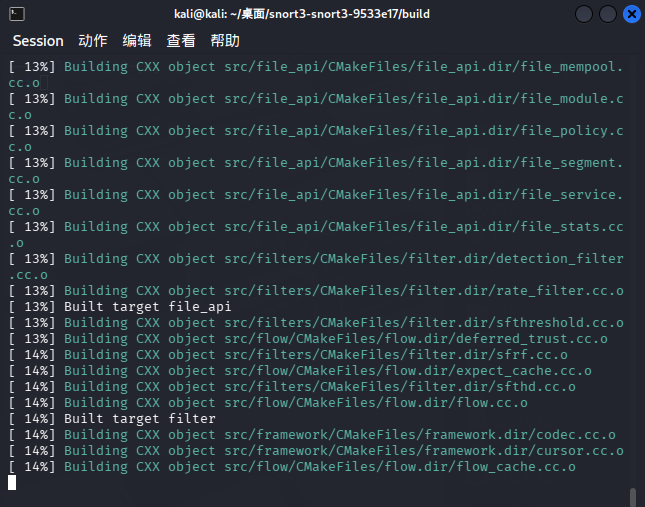 kali@kali: ~/桌面/snort3-snort3-9533e17/build
Session 动作 编辑 查看 帮助
[ 13%] Building CXX object src/file_api/CMakeFiles/file_api.dir/file_mempool.
cc.o
[ 13%] Building CXX object src/file_api/CMakeFiles/file_api.dir/file_module.c
c.o
[ 13%] Building CXX object src/file_api/CMakeFiles/file_api.dir/file_policy.c
c.o
[ 13%] Building CXX object src/file_api/CMakeFiles/file_api.dir/file_segment.
cc.o
[ 13%] Building CXX object src/file_api/CMakeFiles/file_api.dir/file_service.
cc.o
[ 13%] Building CXX object src/file_api/CMakeFiles/file_api.dir/file_stats.cc
.o
[ 13%] Building CXX object src/filters/CMakeFiles/filter.dir/detection_filter
.cc.o
[ 13%] Building CXX object src/filters/CMakeFiles/filter.dir/rate_filter.cc.o
[ 13%] Built target file_api
[ 13%] Building CXX object src/filters/CMakeFiles/filter.dir/sfthreshold.cc.o
[ 13%] Building CXX object src/flow/CMakeFiles/flow.dir/deferred_trust.cc.o
[ 14%] Building CXX object src/filters/CMakeFiles/filter.dir/sfrf.cc.o
[ 14%] Building CXX object src/flow/CMakeFiles/flow.dir/expect_cache.cc.o
[ 14%] Building CXX object src/filters/CMakeFiles/filter.dir/sfthd.cc.o
[ 14%] Building CXX object src/flow/CMakeFiles/flow.dir/flow.cc.o
[ 14%] Built target filter
[ 14%] Building CXX object src/framework/CMakeFiles/framework.dir/codec.cc.o
[ 14%] Building CXX object src/framework/CMakeFiles/framework.dir/cursor.cc.o
[ 14%] Building CXX object src/flow/CMakeFiles/flow.dir/flow_cache.cc.o